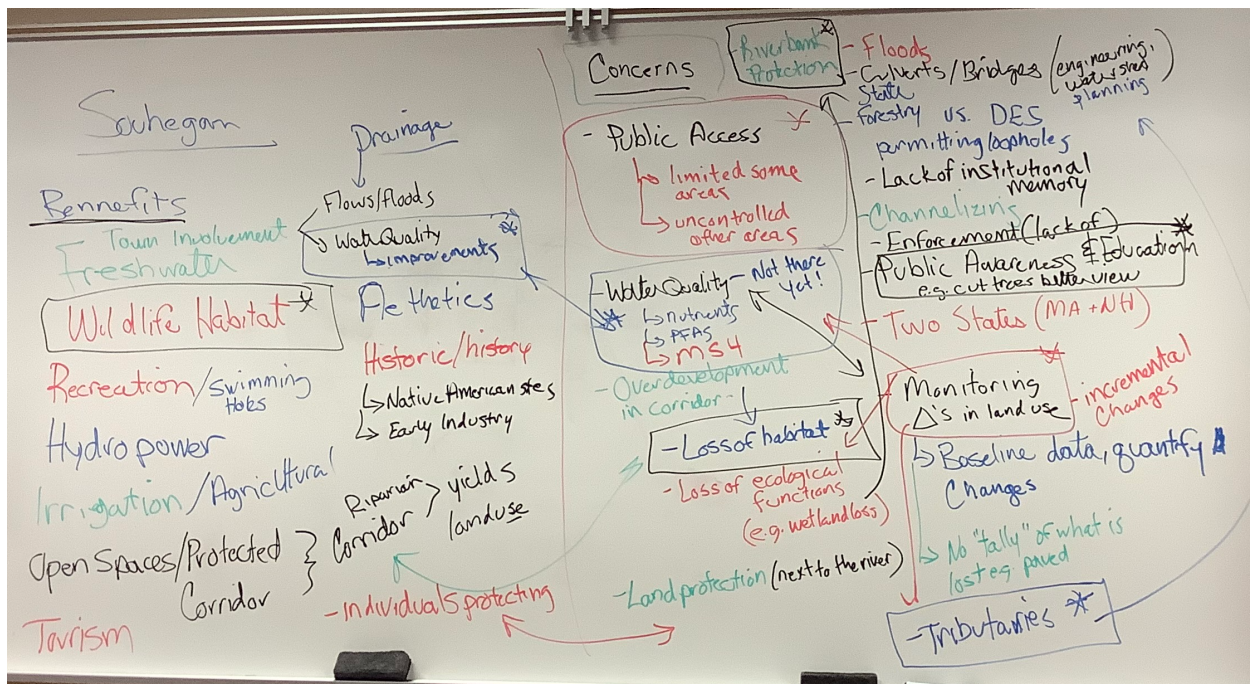 Souhegan
Bennefits
Town Involvement
Freshwater
Wildlife Habitat
Recreation/swimming
Holes
Hydropower
Irrigation/Agricltural
Open Spaces/Protected
Corridor
Tourism
Drainage
Flows/floods
Water Quality
improvements
Aethetics
Historic/history
Native American sites
Early Industry
Riparian
Corridor
yields
landuse
-Individuals protecting
Concerns
- Public Access
limited some
areas
uncontrolled
other areas
-Water Quality - Not there
yet!
nutrients
PFAS
MS4
-Overdevelopment
in corridor-
-Loss of habitat
-Loss of ecological
functions
(e.g. wetland loss)
-Land protection (next to the river)
-Riverbank
Protection
- Floods
- Culverts/Bridges (engineering,
watershed
planning)
State
- Forestry vs. DES
permitting loopholes
- Lack of institutional
memory
-Channelizing
- Enforcement (lack of)
- Public Awareness & Education
e.g. cut trees better view
- Two States (MA + NH)
Monitoring
Δ's in land use
- incremental
changes
Baseline data, quantify
Changes
No "tally" of what is
lost e.g. paved
-Tributaries